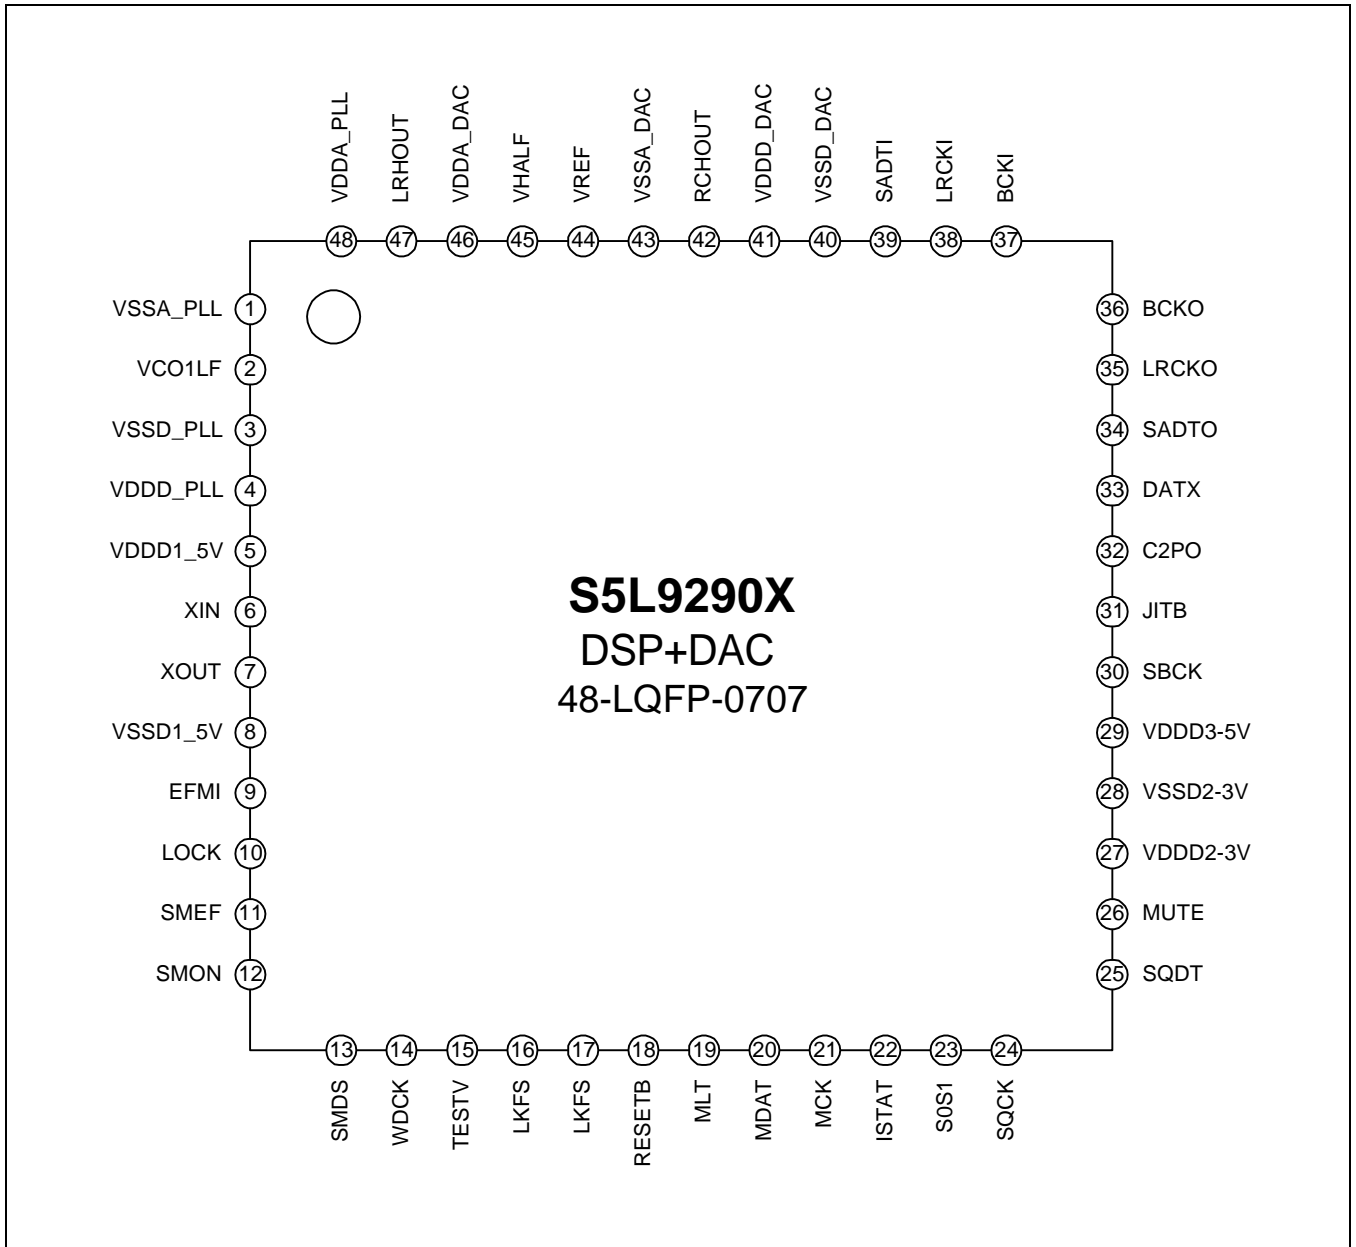 VDDA_PLL
LRHOUT
VDDA_DAC
VHALF
VREF
VSSA_DAC
RCHOUT
VDDD_DAC
VSSD_DAC
SADTI
LRCKI
BCKI
48 47 46 45 44 43 42 41 40 39 38 37
VSSA_PLL 1
VCO1LF 2
VSSD_PLL 3
VDDD_PLL 4
VDDD1_5V 5
XIN 6
XOUT 7
VSSD1_5V 8
EFMI 9
LOCK 10
SMEF 11
SMON 12
S5L9290X
DSP+DAC
48-LQFP-0707
36 BCKO
35 LRCKO
34 SADTO
33 DATX
32 C2PO
31 JITB
30 SBCK
29 VDDD3-5V
28 VSSD2-3V
27 VDDD2-3V
26 MUTE
25 SQDT
13 14 15 16 17 18 19 20 21 22 23 24
SMDS
WDCK
TESTV
LKFS
LKFS
RESETB
MLT
MDAT
MCK
ISTAT
S0S1
SQCK